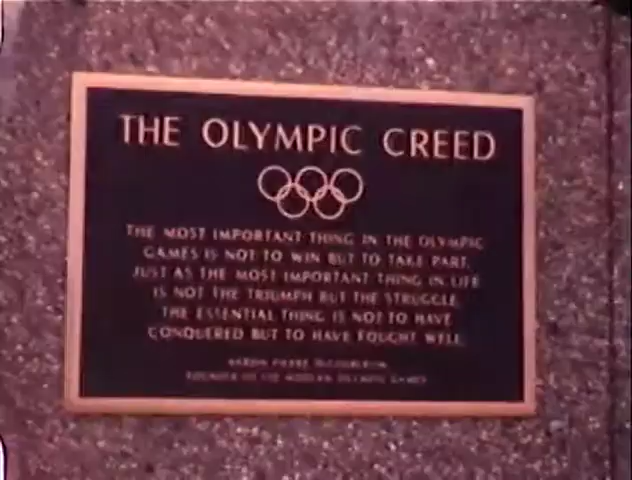 THE OLYMPIC CREED
THE MOST IMPORTANT THING IN THE OLYMPIC
GAMES IS NOT TO WIN BUT TO TAKE PART,
JUST AS THE MOST IMPORTANT THING IN LIFE
IS NOT THE TRIUMPH BUT THE STRUGGLE.
THE ESSENTIAL THING IS NOT TO HAVE
CONQUERED BUT TO HAVE FOUGHT WELL.
BARON PIERRE DE COUBERTIN
FOUNDER OF THE MODERN OLYMPIC GAMES